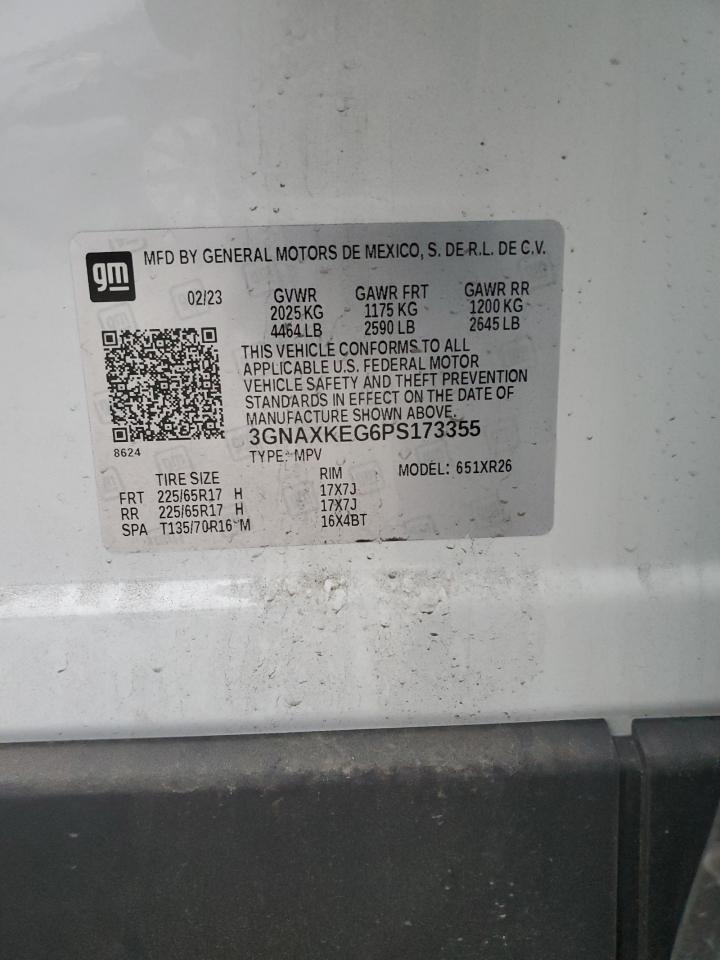 gm
MFD BY GENERAL MOTORS DE MEXICO, S. DE R.L. DE C.V.
02/23 GVWR GAWR FRT GAWR RR
2025 KG 1175 KG 1200 KG
4464 LB 2590 LB 2645 LB
THIS VEHICLE CONFORMS TO ALL
APPLICABLE U.S. FEDERAL MOTOR
VEHICLE SAFETY AND THEFT PREVENTION
STANDARDS IN EFFECT ON THE DATE OF
MANUFACTURE SHOWN ABOVE.
3GNAXKEG6PS173355
8624
TYPE: MPV
TIRE SIZE RIM MODEL: 651XR26
FRT 225/65R17 H 17X7J
RR 225/65R17 H 17X7J
SPA T135/70R16 M 16X4BT